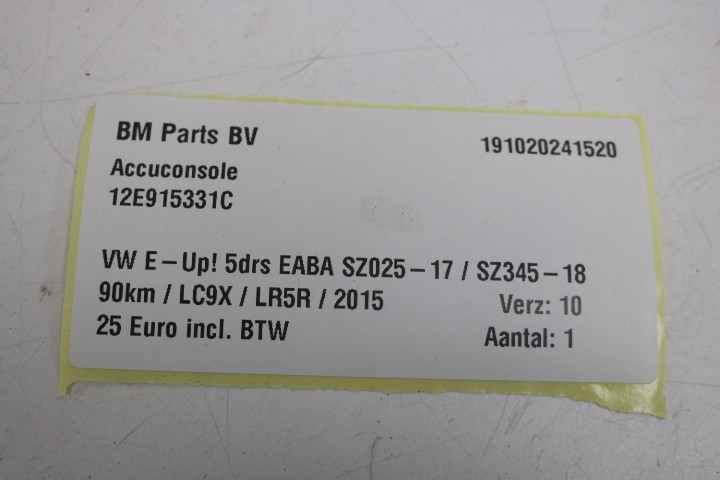 BM Parts BV 191020241520
Accuconsole
12E915331C
VW E-Up! 5drs EABA SZ025-17 / SZ345-18
90km / LC9X / LR5R / 2015 Verz: 10
25 Euro incl. BTW Aantal: 1